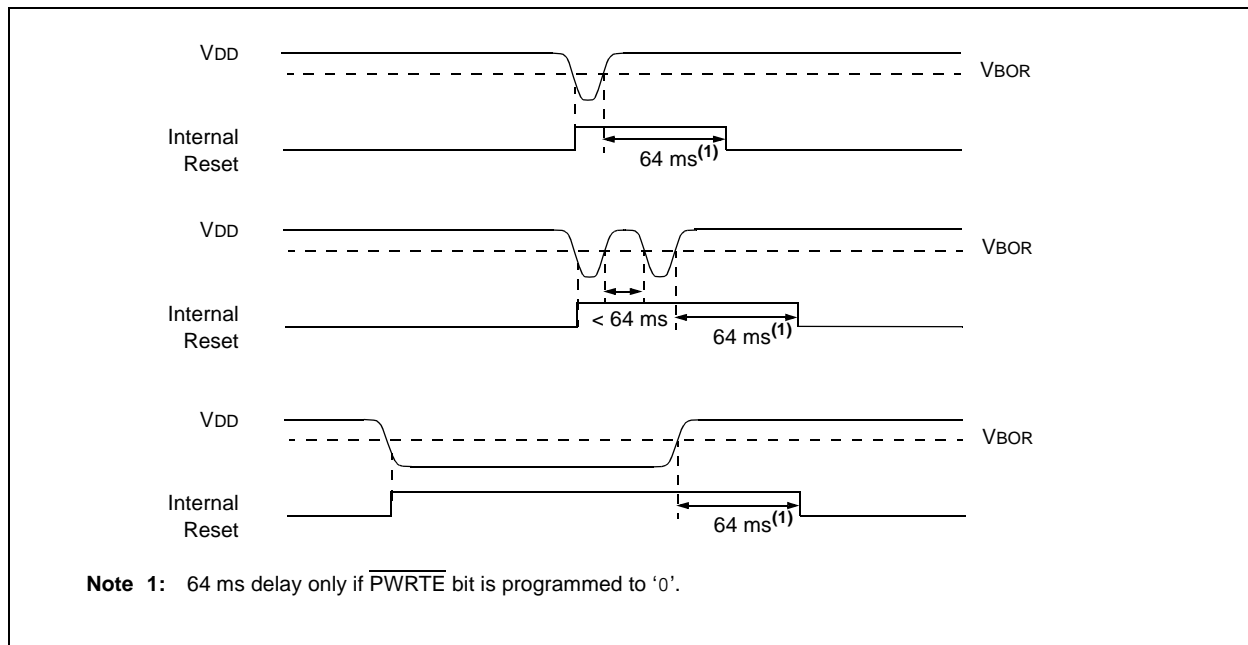 VDD
VBOR
Internal
Reset
64 ms(1)
VDD
VBOR
Internal
Reset
< 64 ms
64 ms(1)
VDD
VBOR
Internal
Reset
64 ms(1)
Note 1: 64 ms delay only if PWRTE bit is programmed to ‘0’.